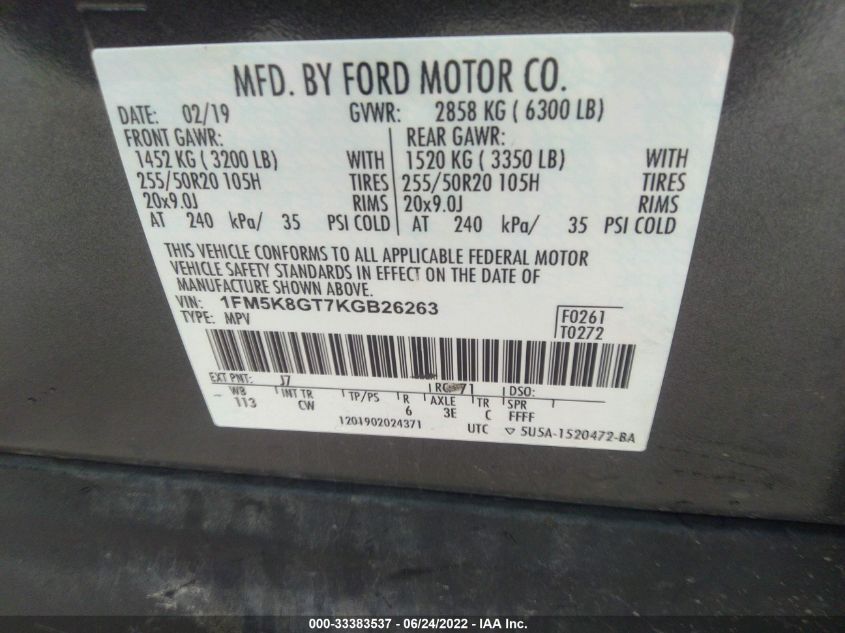 MFD. BY FORD MOTOR CO.
DATE: 02/19 GVWR: 2858 KG ( 6300 LB)
FRONT GAWR: REAR GAWR:
1452 KG ( 3200 LB) WITH 1520 KG ( 3350 LB) WITH
255/50R20 105H TIRES 255/50R20 105H TIRES
20x9.0J RIMS 20x9.0J RIMS
AT 240 kPa/ 35 PSI COLD AT 240 kPa/ 35 PSI COLD
THIS VEHICLE CONFORMS TO ALL APPLICABLE FEDERAL MOTOR
VEHICLE SAFETY STANDARDS IN EFFECT ON THE DATE OF
MANUFACTURE SHOWN ABOVE.
VIN: 1FM5K8GT7KGB26263 F0261
TYPE: MPV T0272
EXT PNT: J7 RC: 71 DSO:
WB INT TR TP/PS R AXLE TR SPR
113 CW 6 3E C FFFF
1201902024371 UTC ▽ 5U5A-1520472-BA
000-33383537 - 06/24/2022 - IAA Inc.